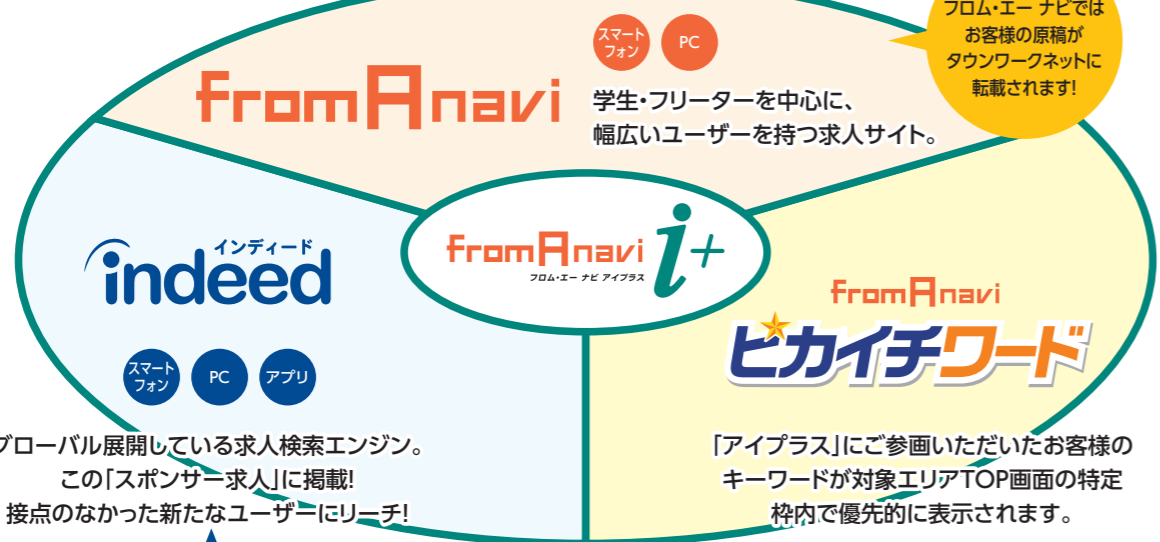 フロム・エー ナビでは
お客様の原稿が
タウンワークネットに
転載されます!
スマート
フォン
PC
fromAnavi
学生・フリーターを中心に、
幅広いユーザーを持つ求人サイト。
fromAnavi i+
フロム・エー ナビ アイプラス
インディード
indeed
スマート
フォン
PC
アプリ
グローバル展開している求人検索エンジン。
この「スポンサー求人」に掲載!
接点のなかった新たなユーザーにリーチ!
fromAnavi
ピカイチワード
「アイプラス」にご参画いただいたお客様の
キーワードが対象エリアTOP画面の特定
枠内で優先的に表示されます。